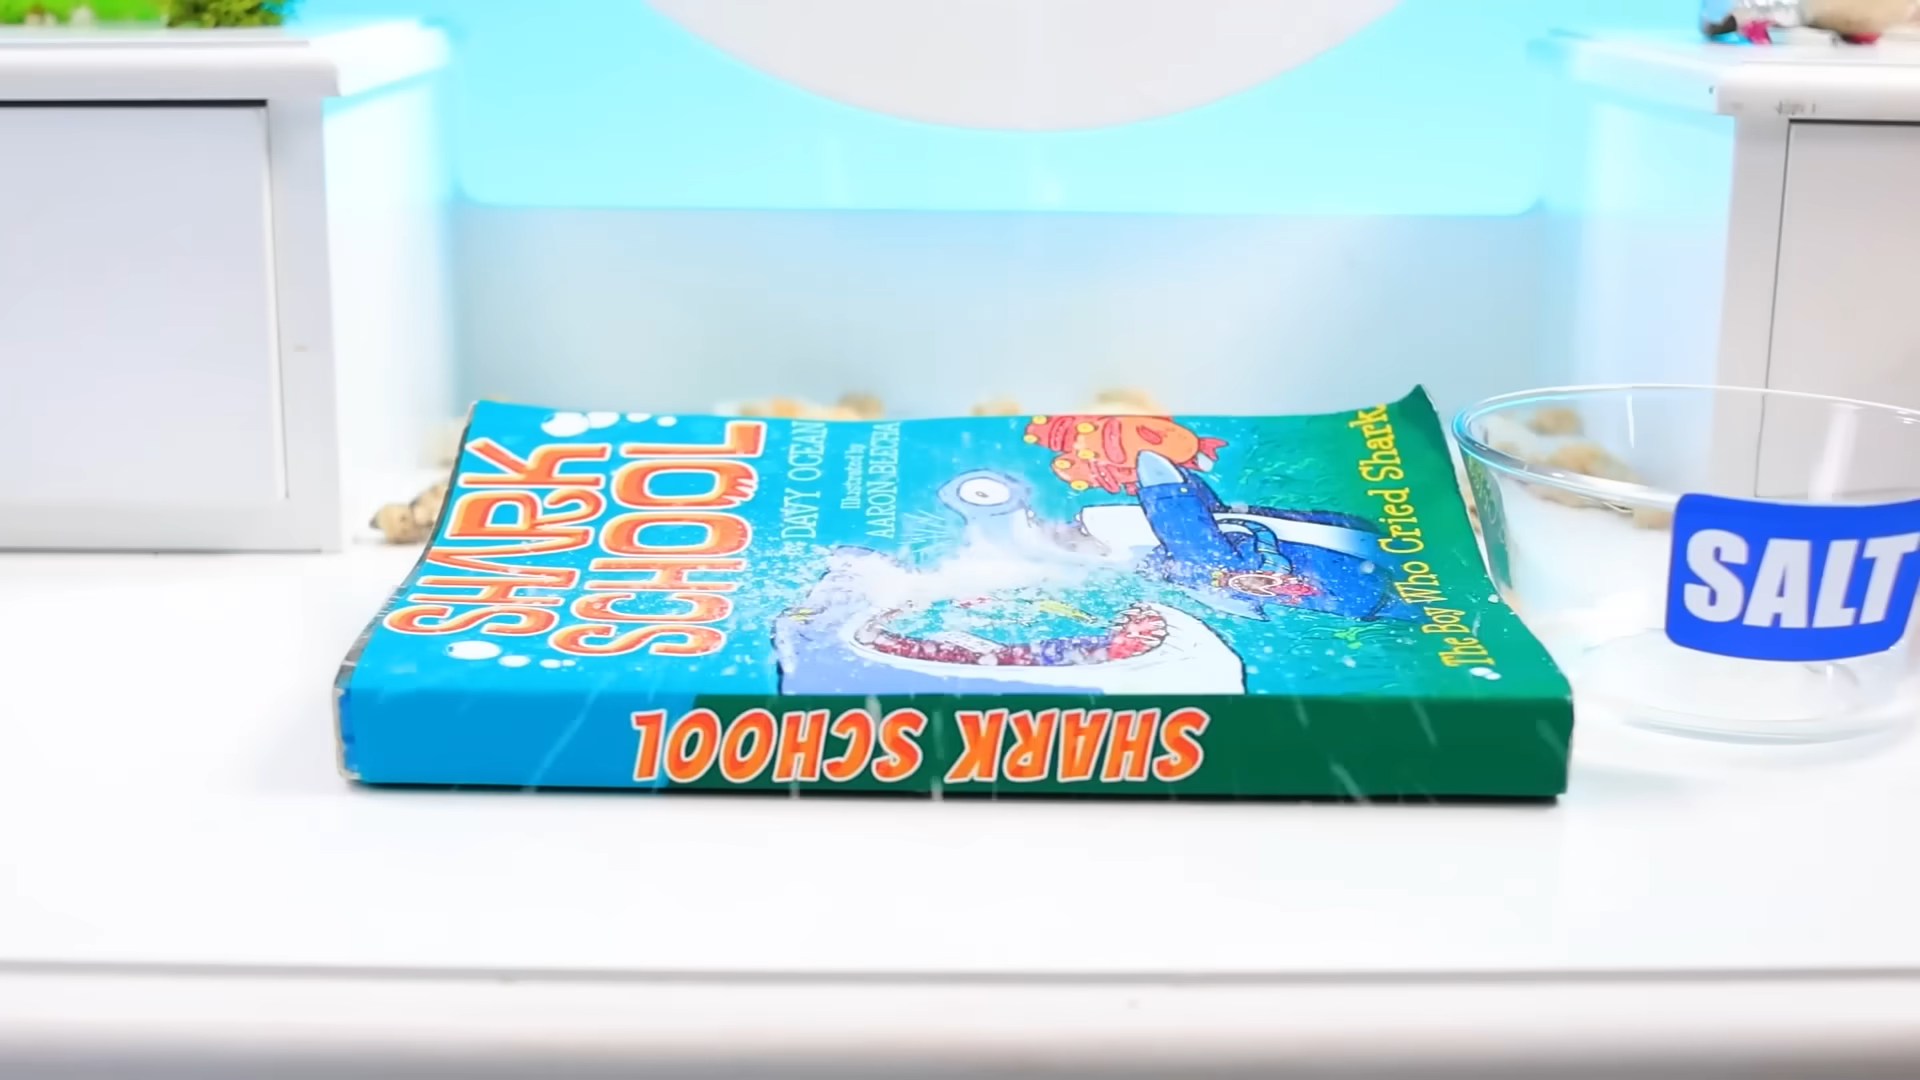 SHARK
SCHOOL
by DAVY OCEAN
Illustrated by
AARON BLECHA
The Boy Who Cried Shark
SHARK SCHOOL
SALT